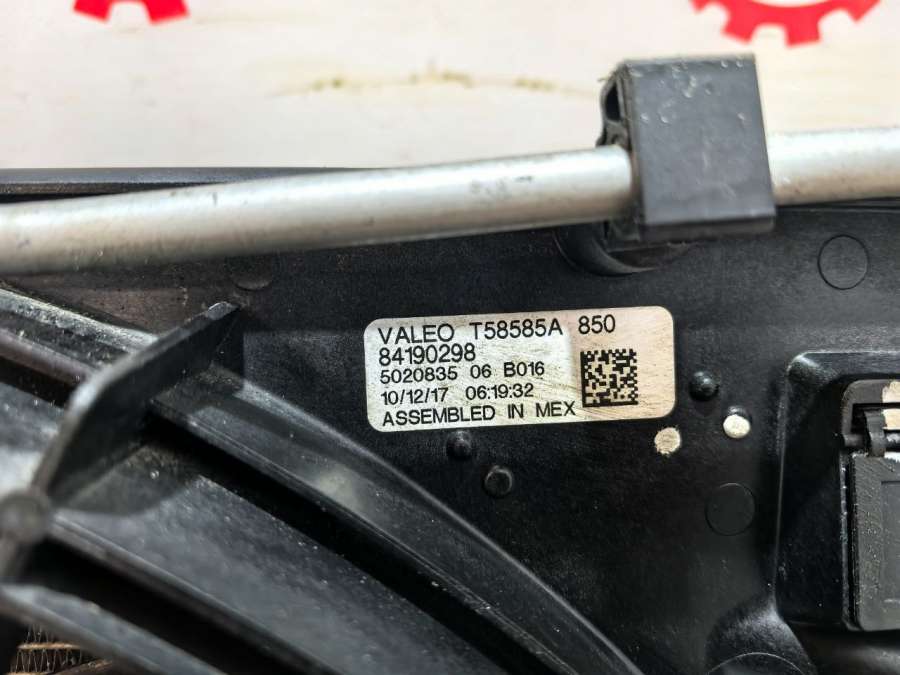 VALEO T58585A 850
84190298
5020835 06 B016
10/12/17 06:19:32
ASSEMBLED IN MEX